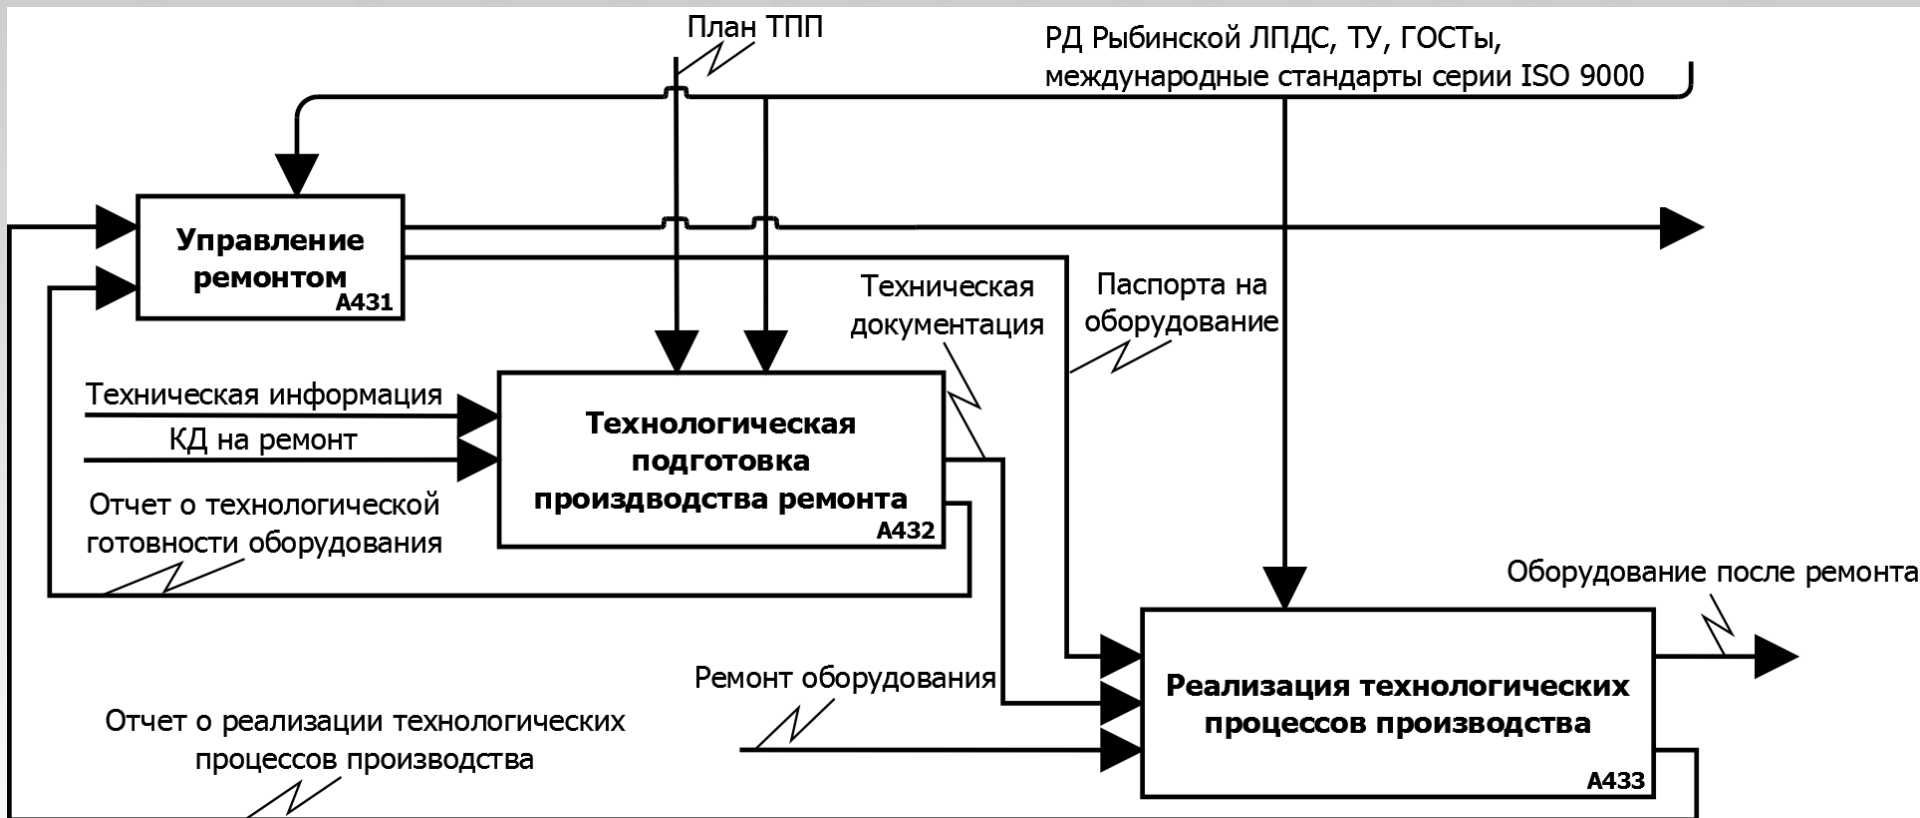 План ТПП
РД Рыбинской ЛПДС, ТУ, ГОСТы,
международные стандарты серии ISO 9000
Управление
ремонтом
А431
Техническая
документация
Паспорта на
оборудование
Техническая информация
КД на ремонт
Технологическая
подготовка
произдводства ремонта
А432
Отчет о технологической
готовности оборудования
Оборудование после ремонта
Ремонт оборудования
Реализация технологических
процессов производства
А433
Отчет о реализации технологических
процессов производства